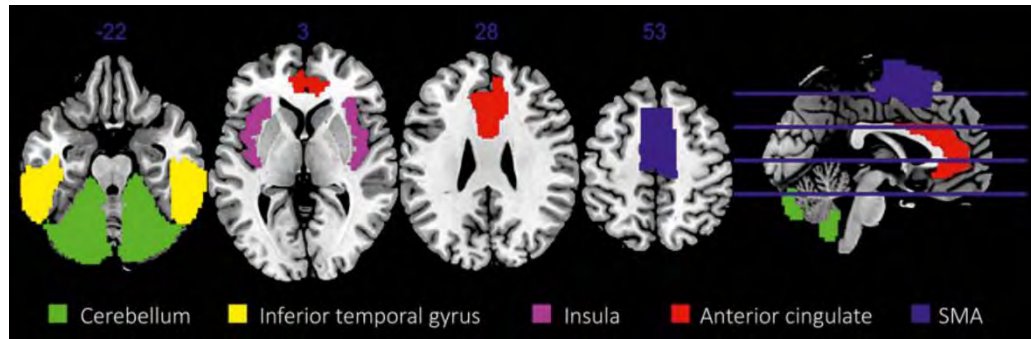 -22 3 28 53
Cerebellum Inferior temporal gyrus Insula Anterior cingulate SMA